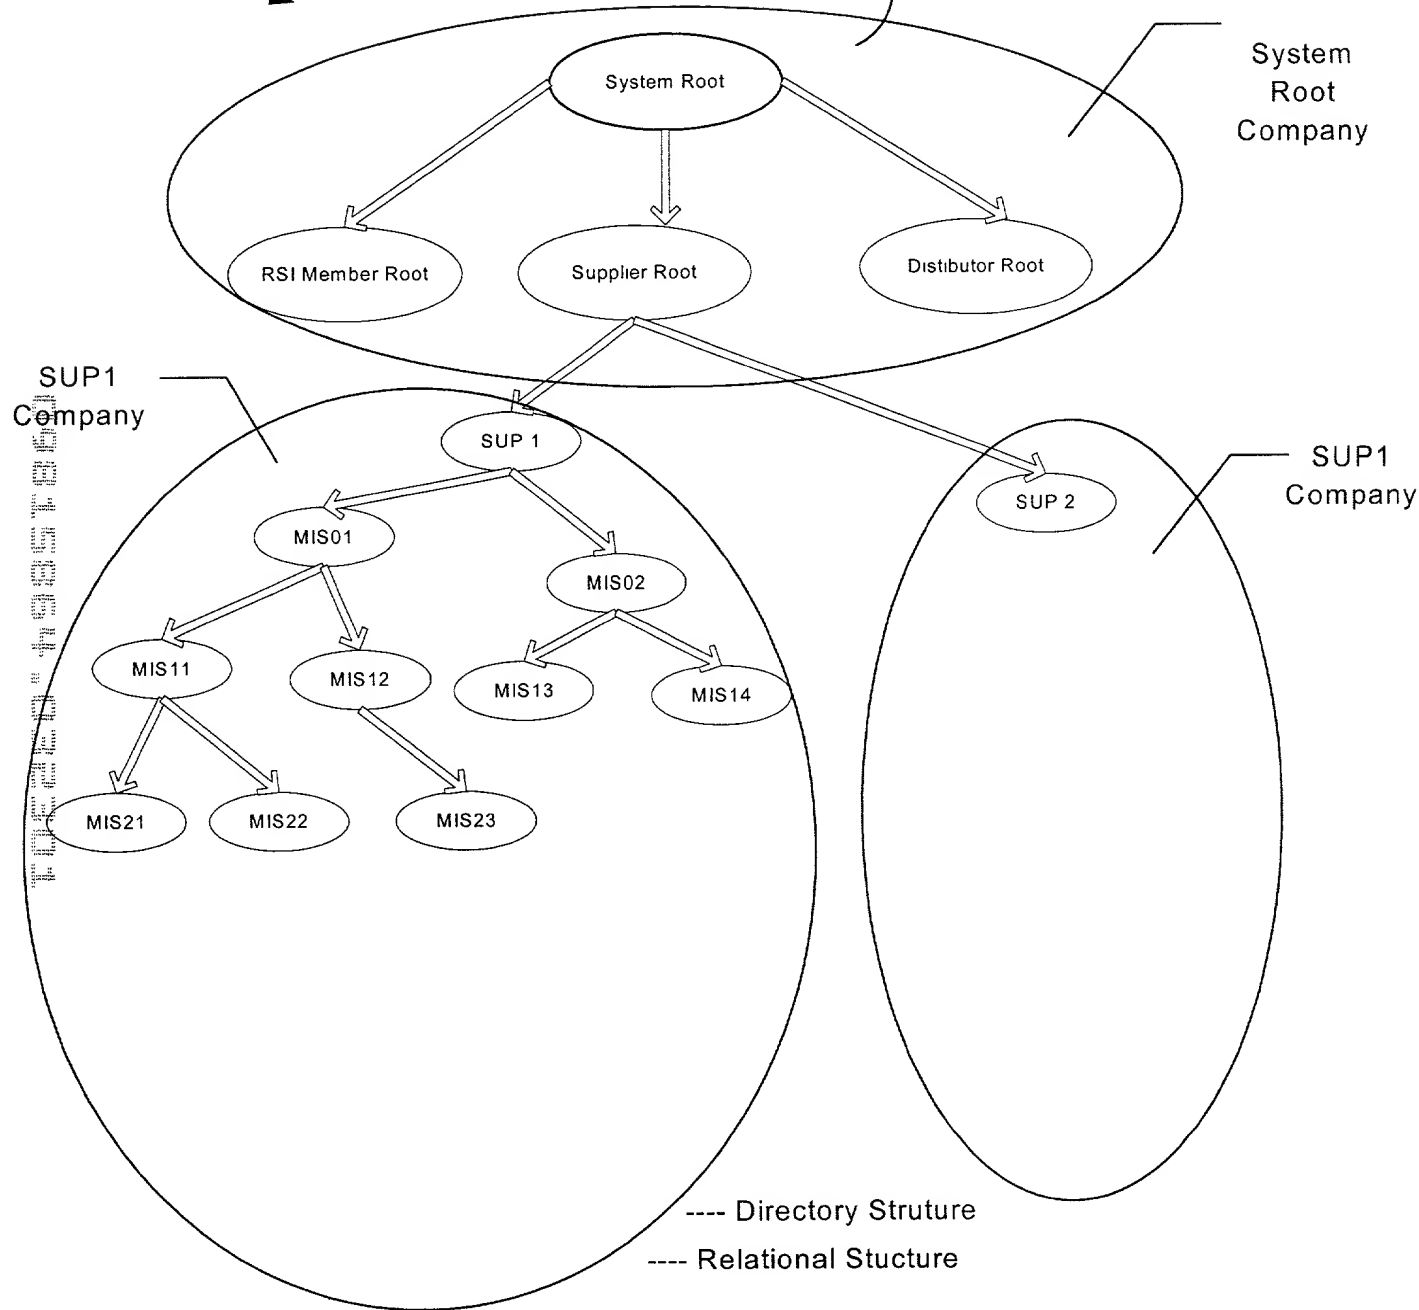 System Root
System
Root
Company
RSI Member Root
Supplier Root
Distibutor Root
SUP1
Company
SUP 1
SUP1
Company
SUP 2
MIS01
MIS02
MIS11
MIS12
MIS13
MIS14
MIS21
MIS22
MIS23
---- Directory Struture
---- Relational Stucture